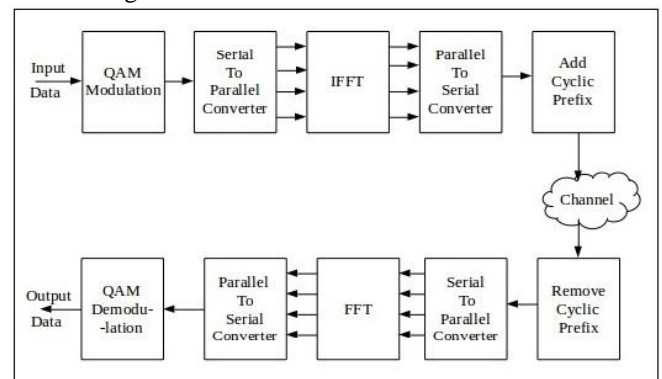 Input
Data
QAM
Modulation
Serial
To
Parallel
Converter
IFFT
Parallel
To
Serial
Converter
Add
Cyclic
Prefix
Channel
Output
Data
QAM
Demodu-
-lation
Parallel
To
Serial
Converter
FFT
Serial
To
Parallel
Converter
Remove
Cyclic
Prefix